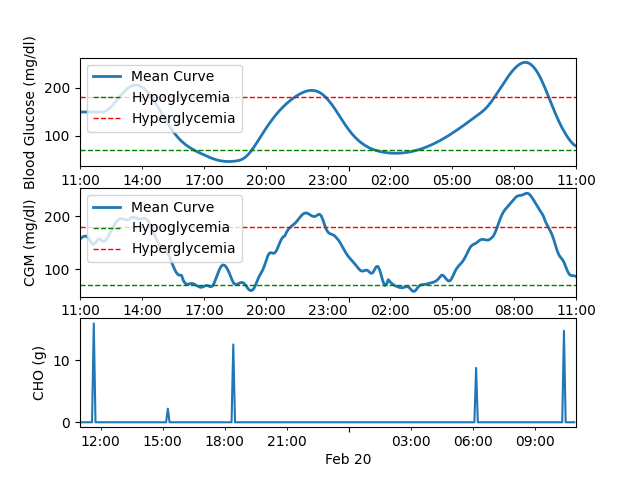 Blood Glucose (mg/dl)
200
100
Mean Curve
Hypoglycemia
Hyperglycemia
11:00 14:00 17:00 20:00 23:00 02:00 05:00 08:00 11:00
CGM (mg/dl)
200
100
Mean Curve
Hypoglycemia
Hyperglycemia
11:00 14:00 17:00 20:00 23:00 02:00 05:00 08:00 11:00
CHO (g)
10
0
12:00 15:00 18:00 21:00 03:00 06:00 09:00
Feb 20